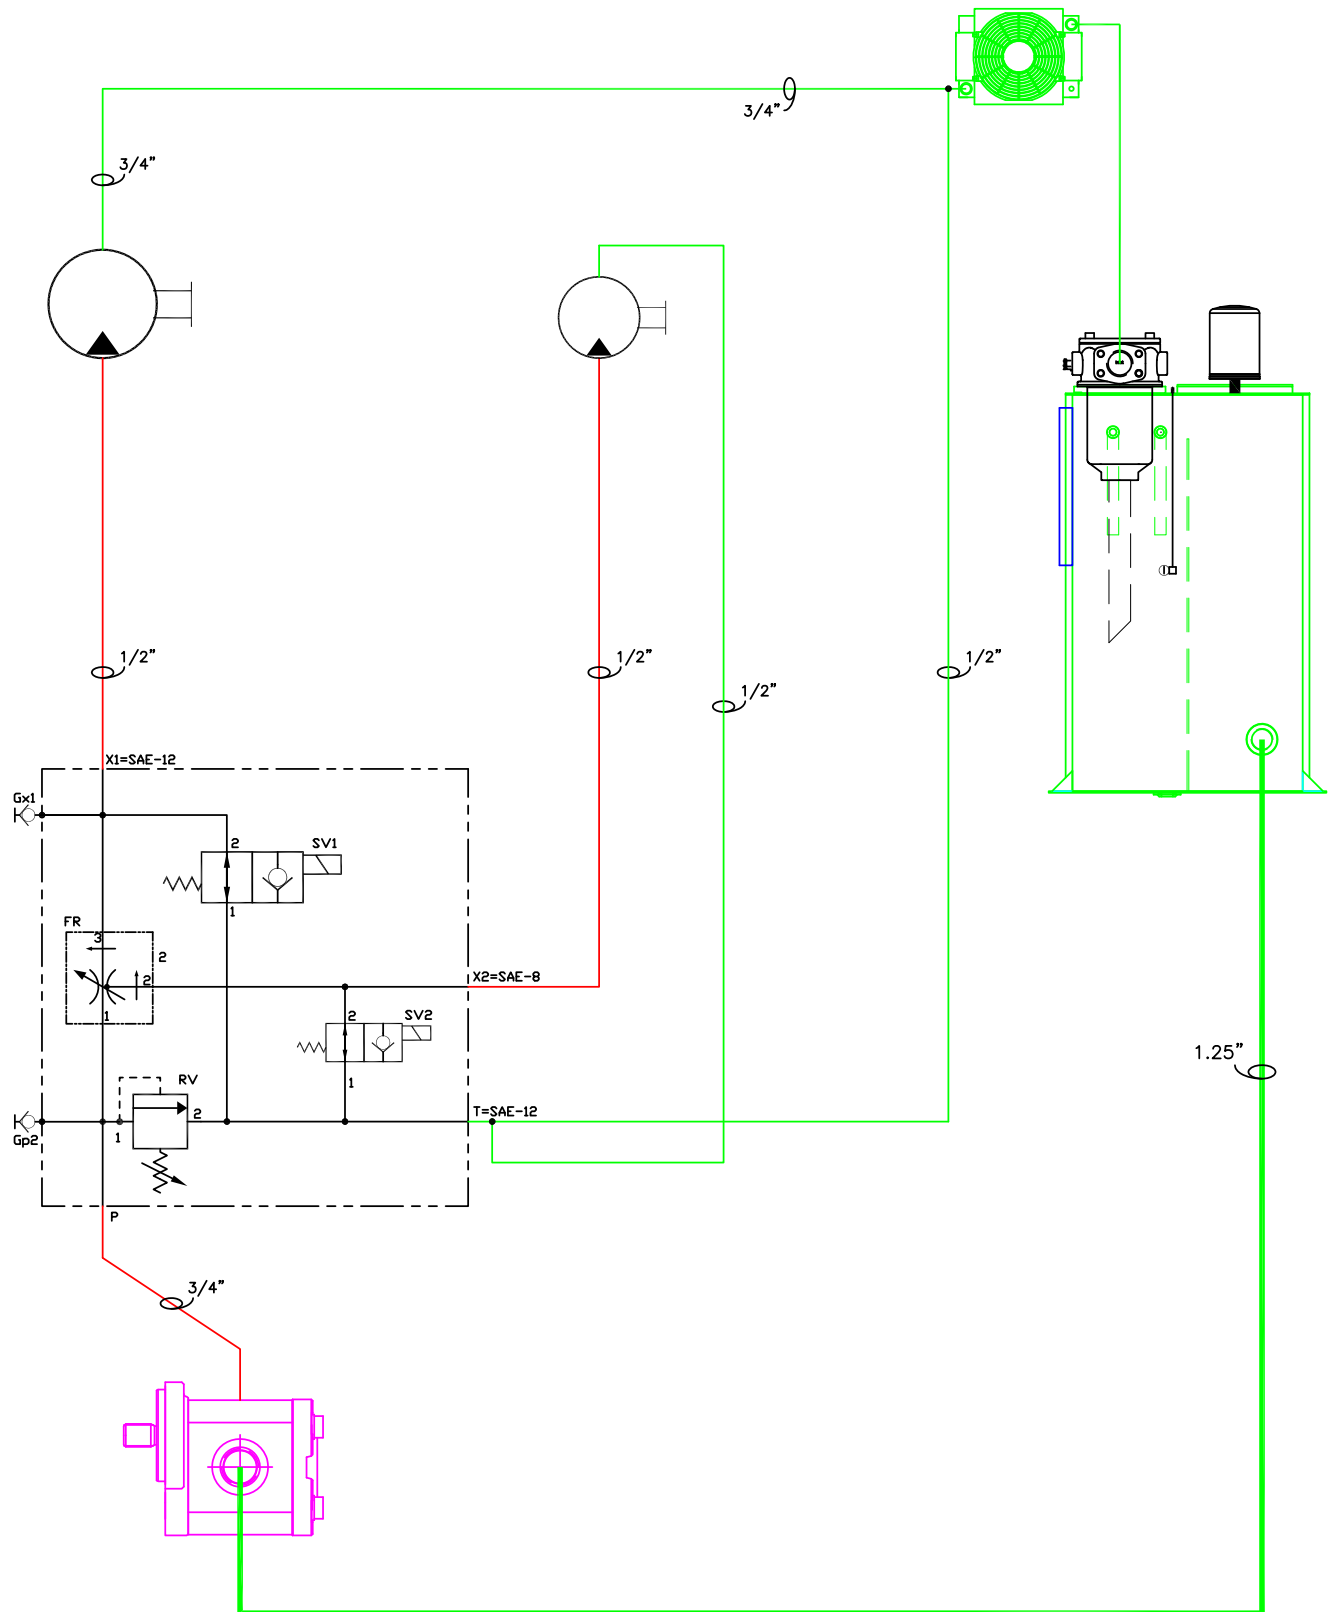 3/4"
3/4"
1/2"
1/2"
1/2"
1/2"
X1=SAE-12
Gx1
2
SV1
1
FR
3
2
2
1
X2=SAE-8
2
SV2
1
RV
2
1
T=SAE-12
Gp2
P
1.25"
3/4"